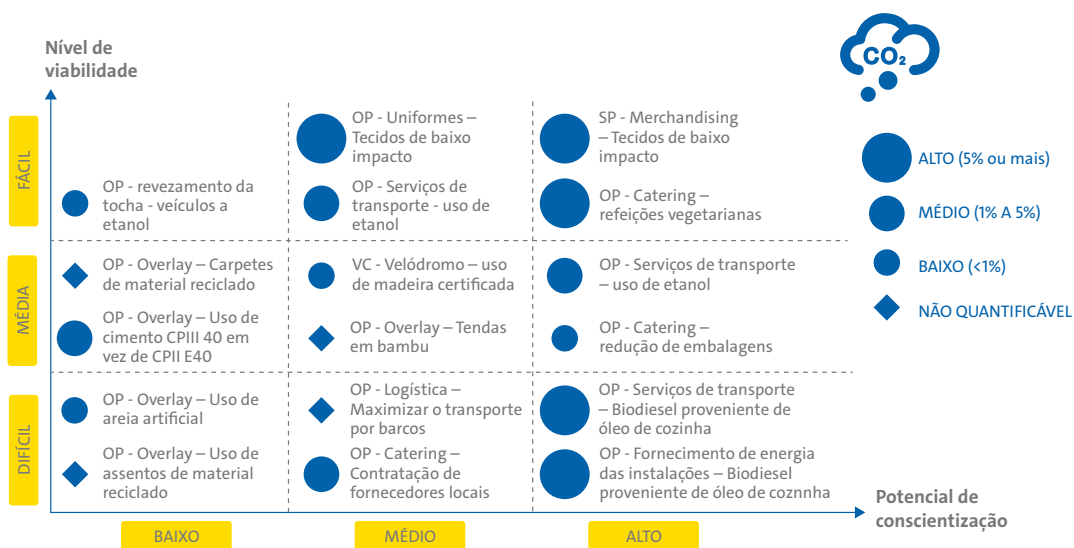 Nível de
viabilidade
CO₂
FÁCIL
OP - revezamento da
tocha - veículos a
etanol
OP - Uniformes –
Tecidos de baixo
impacto
OP - Serviços de
transporte - uso de
etanol
SP - Merchandising
– Tecidos de baixo
impacto
OP - Catering –
refeições vegetarianas
MÉDIA
OP - Overlay – Carpetes
de material reciclado
OP - Overlay – Uso de
cimento CPIII 40 em
vez de CPII E40
VC - Velódromo – uso
de madeira certificada
OP - Overlay – Tendas
em bambu
OP - Serviços de transporte
– uso de etanol
OP - Catering –
redução de embalagens
DIFÍCIL
OP - Overlay – Uso de
areia artificial
OP - Overlay – Uso de
assentos de material
reciclado
OP - Logística –
Maximizar o transporte
por barcos
OP - Catering –
Contratação de
fornecedores locais
OP - Serviços de transporte
– Biodiesel proveniente de
óleo de cozinha
OP - Fornecimento de energia
das instalações – Biodiesel
proveniente de óleo de coznnha
BAIXO
MÉDIO
ALTO
Potencial de
conscientização
ALTO (5% ou mais)
MÉDIO (1% A 5%)
BAIXO (<1%)
NÃO QUANTIFICÁVEL